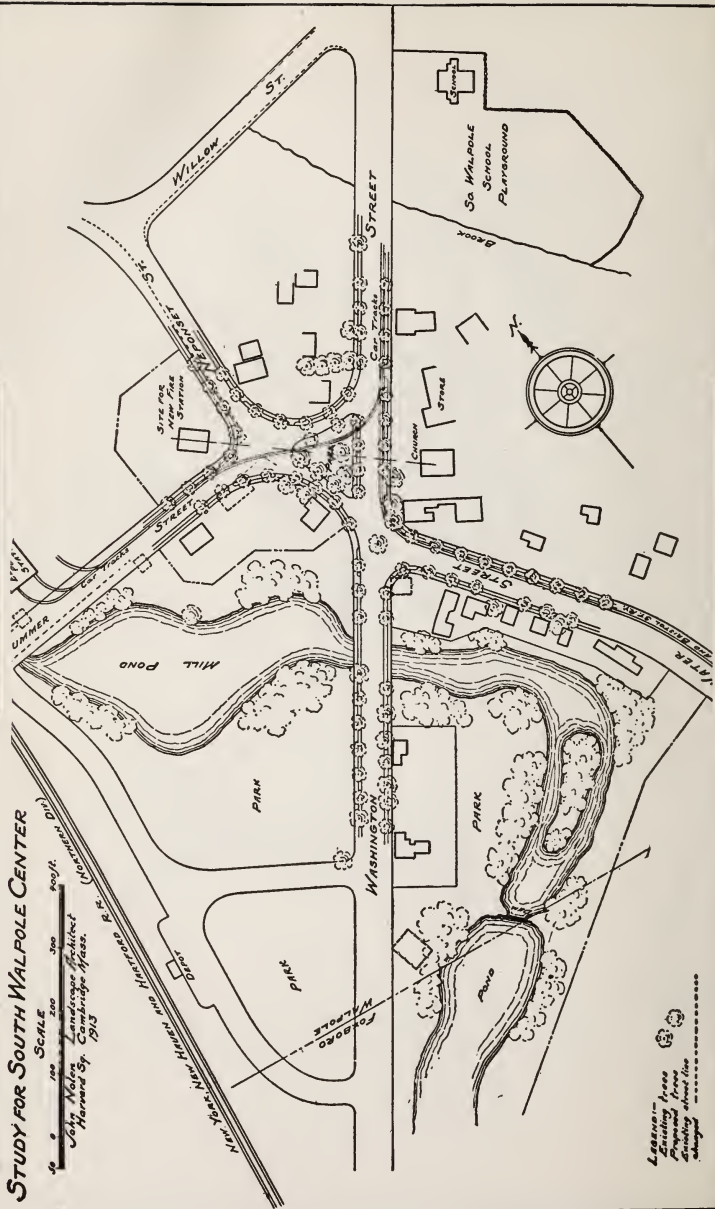 STUDY FOR SOUTH WALPOLE CENTER
SCALE
50 0 100 200 300 400 ft.
John Nolen Landscape Architect
Harvard Sq. Cambridge Mass.
1913
NEW YORK, NEW HAVEN AND HARTFORD R.R. (NORTHERN DIV.)
DEPOT
PARK
PARK
MILL POND
UMMER
STREET
CAR TRACKS
SITE FOR
NEW FIRE
STATION
NEPONSET ST.
WILLOW ST.
PARK
WASHINGTON
STREET
CAR TRACKS
BROOK
SCHOOL
SO. WALPOLE
SCHOOL
PLAYGROUND
N.
STORE
CHURCH
STREET
WATER
PARK
POND
FOXBORO
WALPOLE
LEGEND:-
Existing trees
Proposed trees
Existing street line
changed